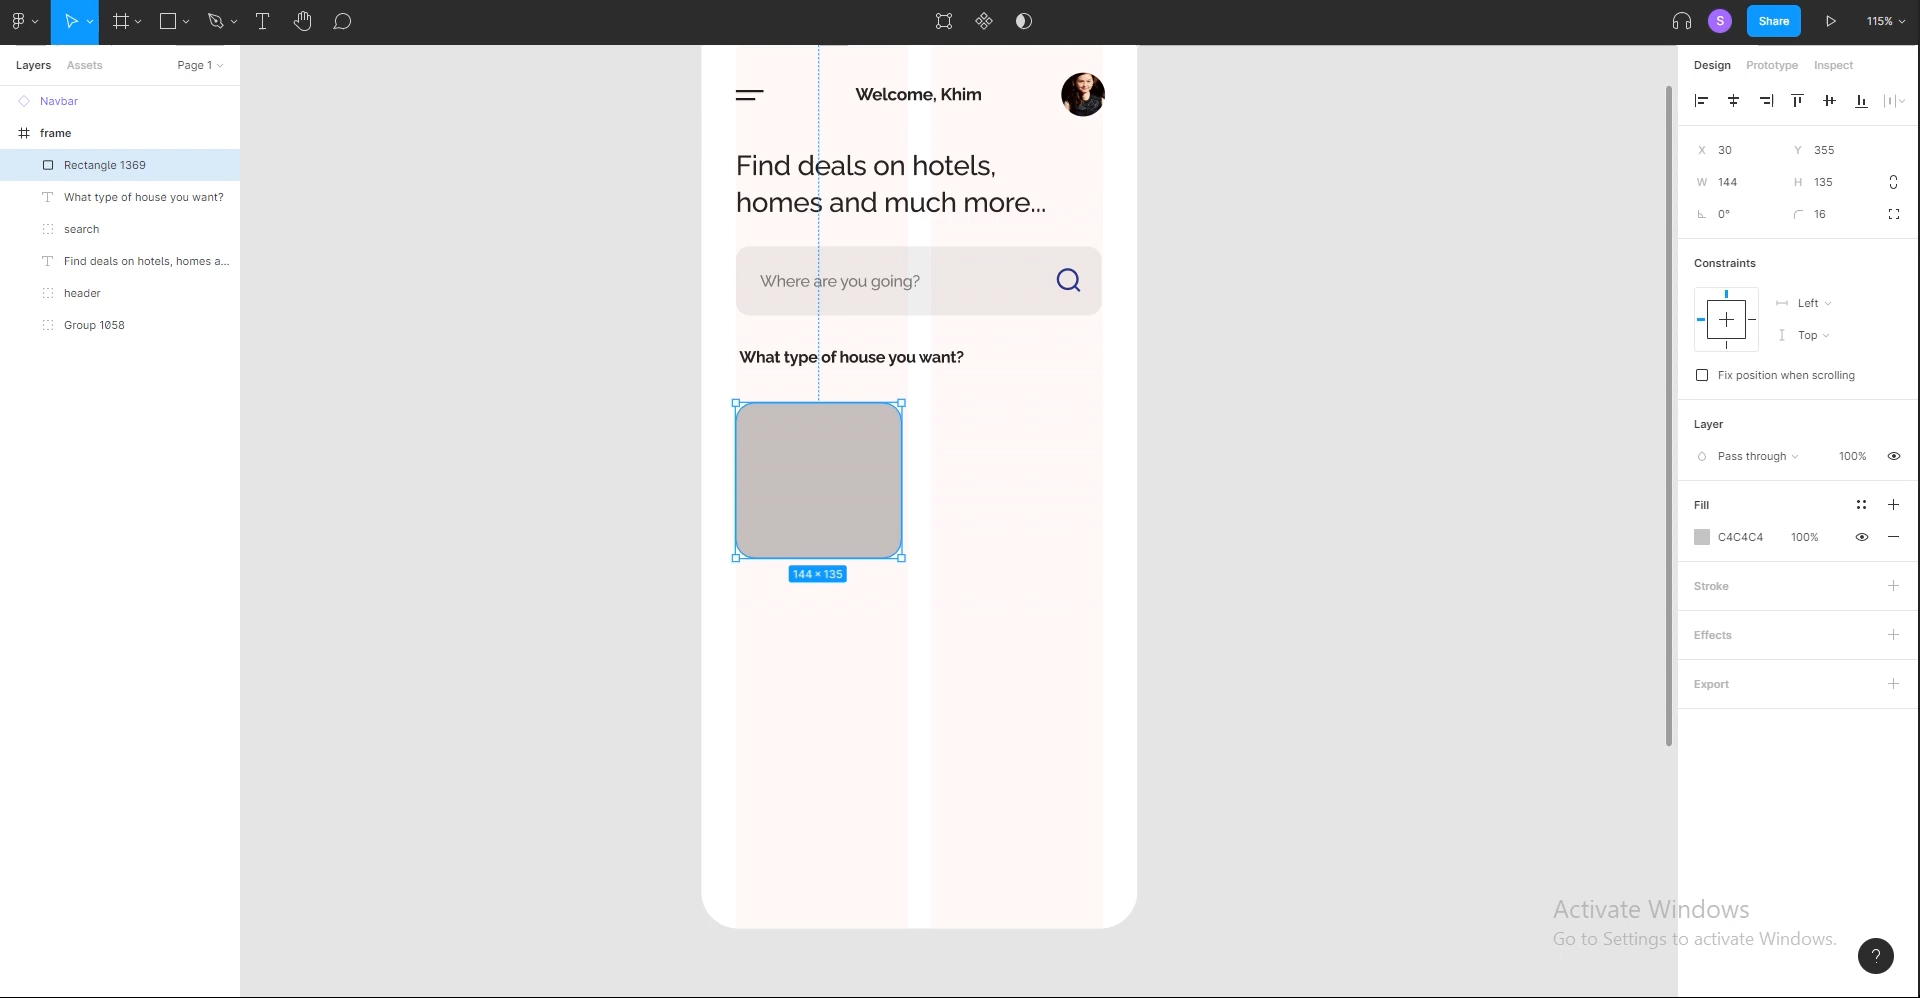 S
Share
115%
Layers
Assets
Page 1
Navbar
frame
Rectangle 1369
What type of house you want?
search
Find deals on hotels, homes a...
header
Group 1058
Welcome, Khim
Find deals on hotels,
homes and much more...
Where are you going?
What type of house you want?
144 × 135
Design
Prototype
Inspect
X 30
Y 355
W 144
H 135
0°
16
Constraints
Left
Top
Fix position when scrolling
Layer
Pass through
100%
Fill
C4C4C4
100%
Stroke
Effects
Export
Activate Windows
Go to Settings to activate Windows.
?